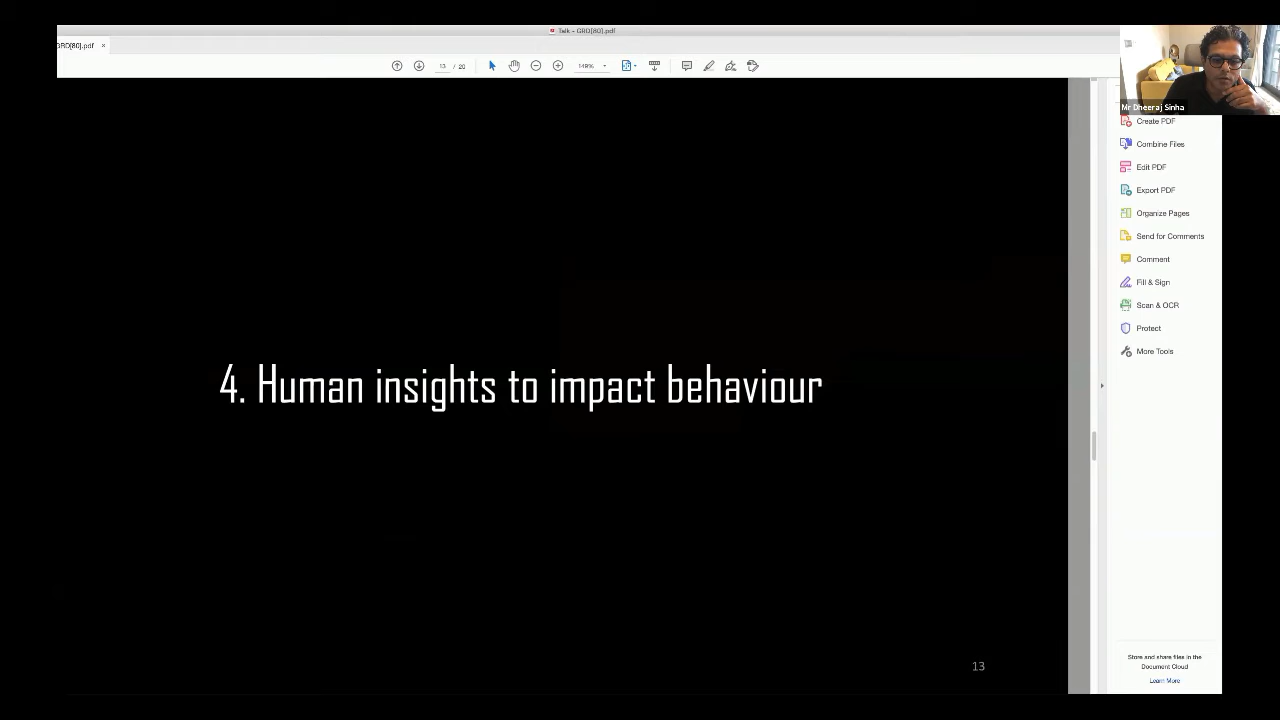 Talk - GRD[80].pdf
GRD[80].pdf ×
13 / 20
149%
Mr Dheeraj Sinha
Create PDF
Combine Files
Edit PDF
Export PDF
Organize Pages
Send for Comments
Comment
Fill & Sign
Scan & OCR
Protect
More Tools
4. Human insights to impact behaviour
13
Store and share files in the
Document Cloud
Learn More